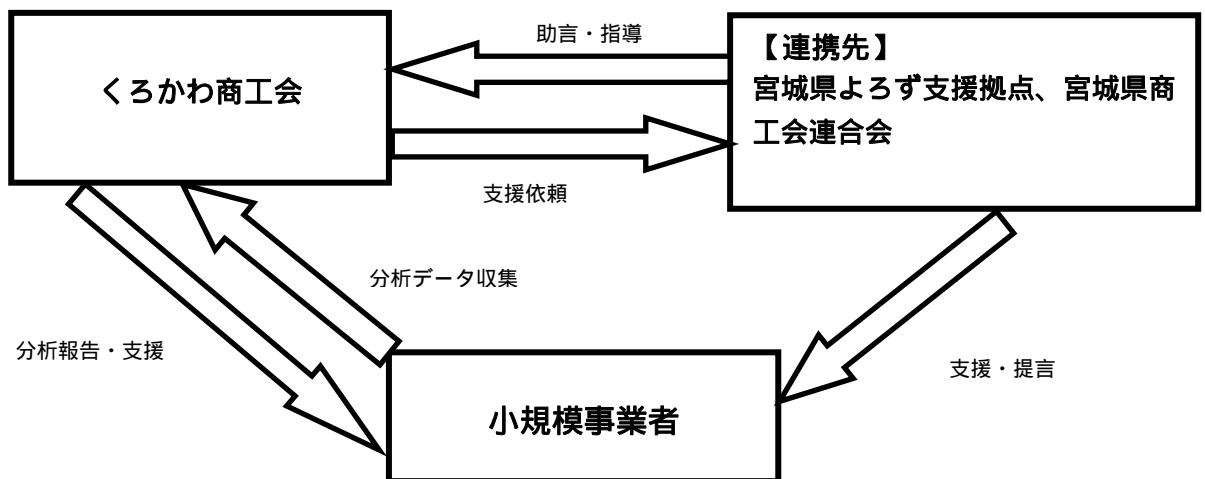 助言・指導
【連携先】
くろかわ商工会
宮城県よろず支援拠点、宮城県商
工会連合会
支援依頼
分析データ収集
分析報告・支援
支援・提言
小規模事業者